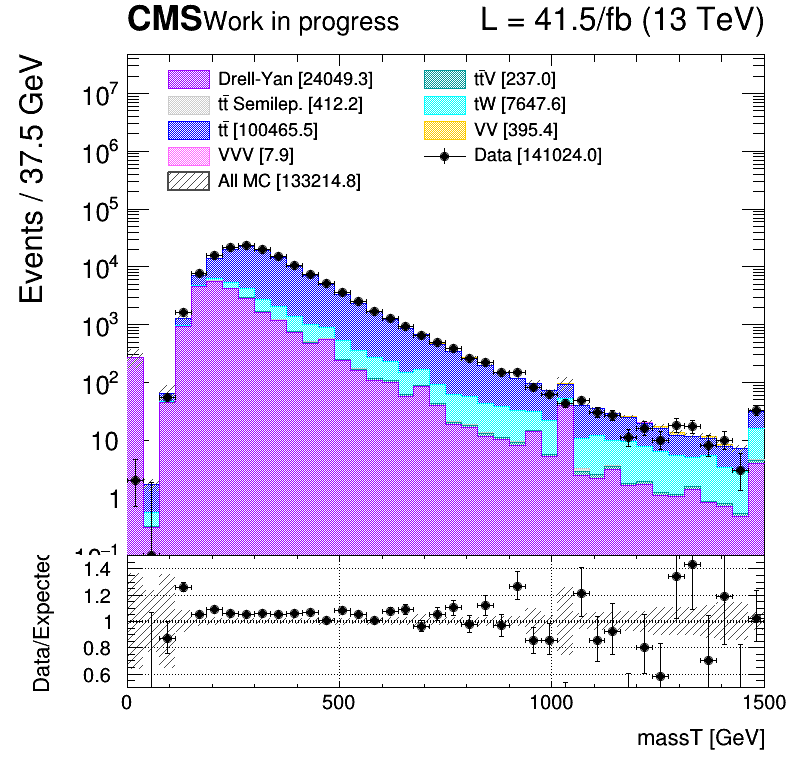 CMS Work in progress L = 41.5/fb (13 TeV)
Events / 37.5 GeV
Drell-Yan [24049.3]
tt̄V [237.0]
tt̄ Semilep. [412.2]
tW [7647.6]
tt̄ [100465.5]
VV [395.4]
VVV [7.9]
Data [141024.0]
All MC [133214.8]
10⁷
10⁶
10⁵
10⁴
10³
10²
10
1
10⁻¹
Data/Expected
1.4
1.2
1
0.8
0.6
0 500 1000 1500
massT [GeV]